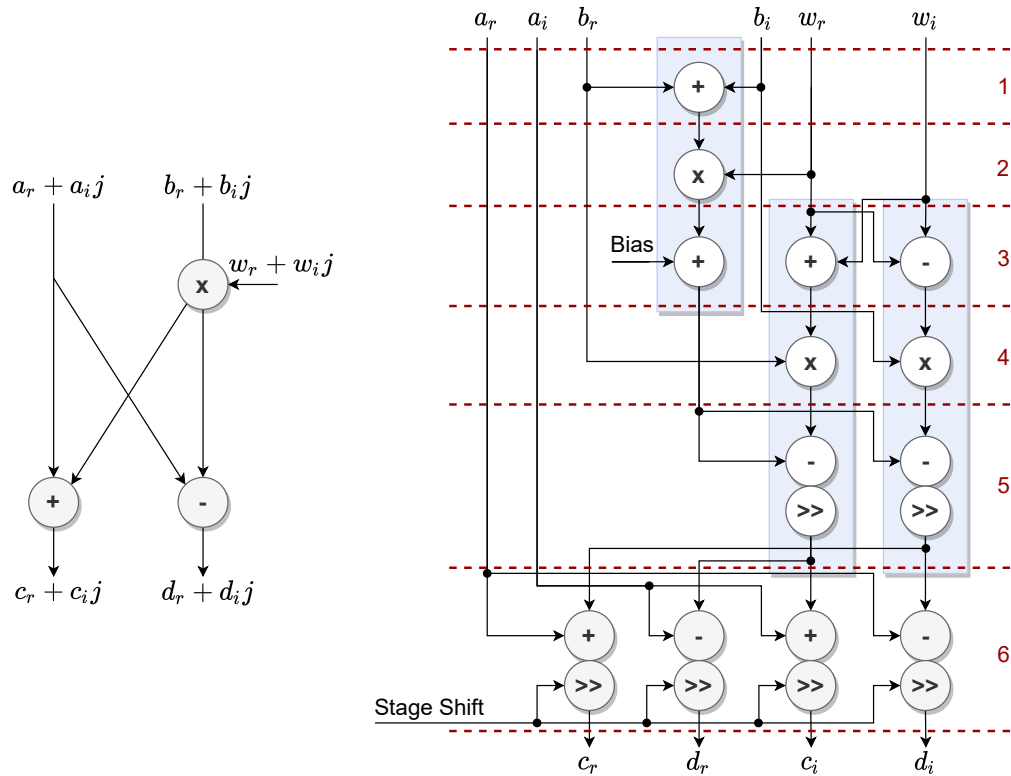 a_r a_i b_r b_i w_r w_i
+
1
x
2
a_r + a_i j b_r + b_i j
Bias
+ + -
3
x
w_r + w_i j
x x
4
- -
+ -
>> >>
5
c_r + c_i j d_r + d_i j
+ - + -
6
>> >> >> >>
Stage Shift
c_r d_r c_i d_i